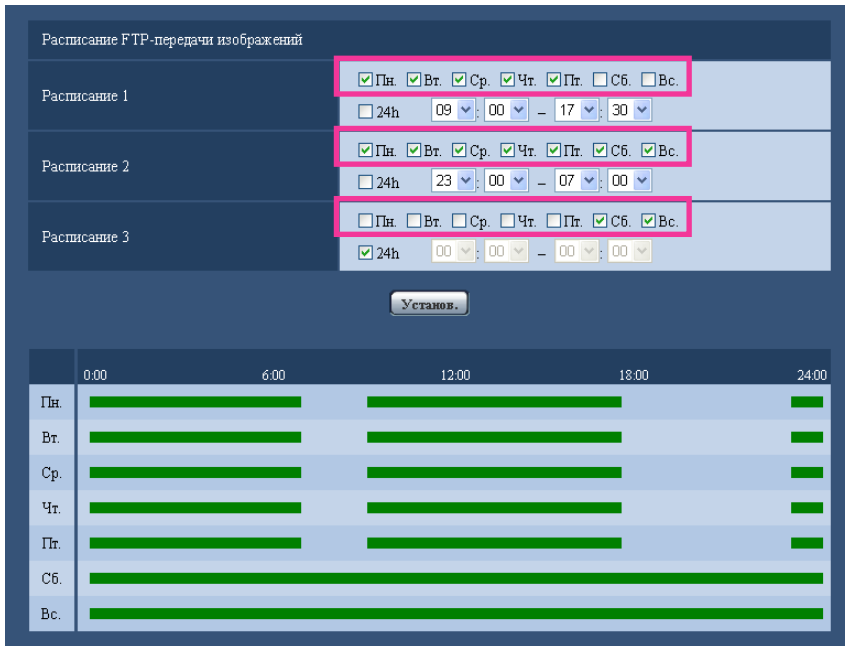 Расписание FTP-передачи изображений
Пн. Вт. Ср. Чт. Пт. Сб. Вс.
Расписание 1
24h 09 : 00 – 17 : 30
Пн. Вт. Ср. Чт. Пт. Сб. Вс.
Расписание 2
24h 23 : 00 – 07 : 00
Пн. Вт. Ср. Чт. Пт. Сб. Вс.
Расписание 3
24h 00 : 00 – 00 : 00
Установ.
0:00 6:00 12:00 18:00 24:00
Пн.
Вт.
Ср.
Чт.
Пт.
Сб.
Вс.